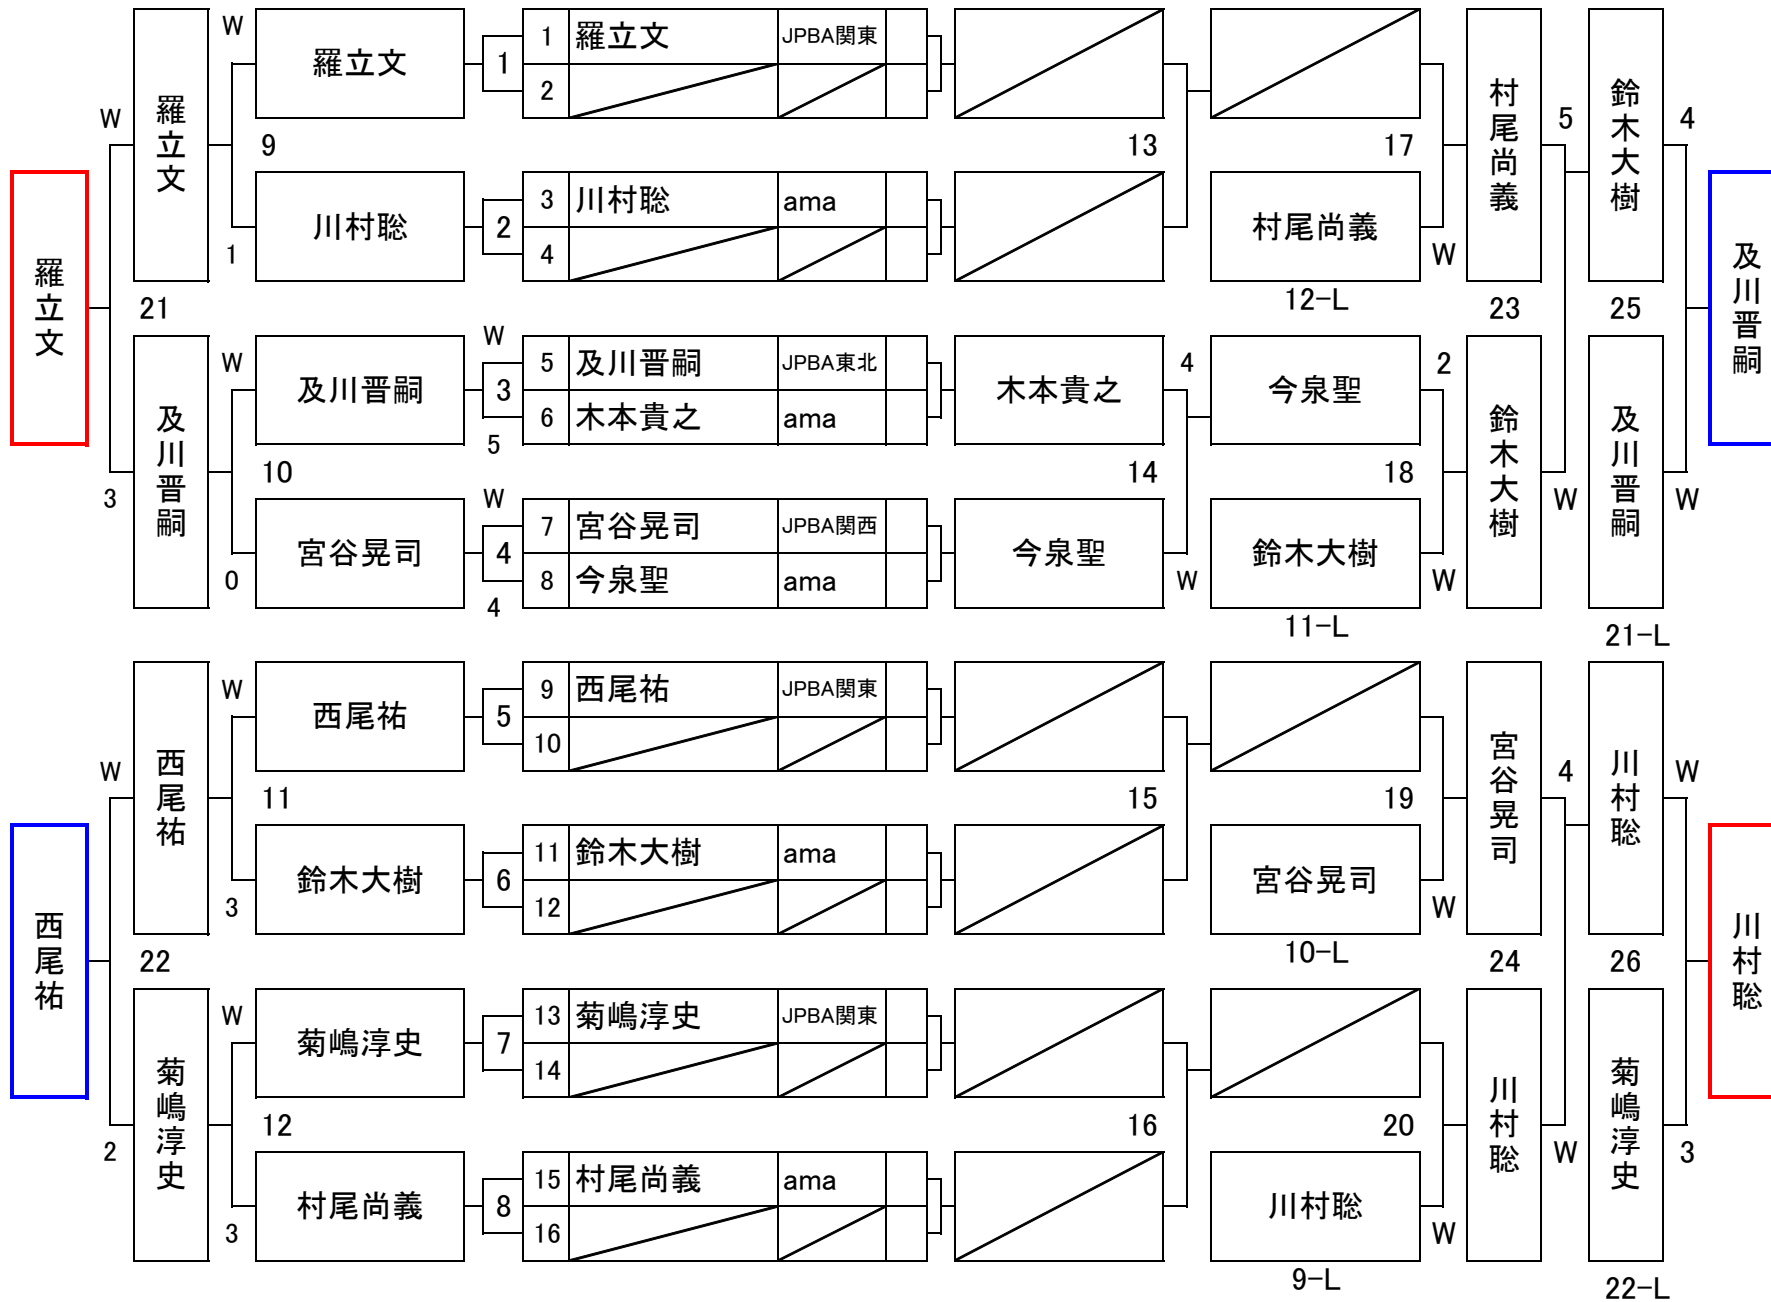 W
羅立文
1
1
羅立文
JPBA関東
2
羅立文
W
9
13
17
村尾尚義
5
鈴木大樹
4
川村聡
2
3
川村聡
ama
4
1
村尾尚義
W
12-L
羅立文
21
23
25
及川晋嗣
W
W
及川晋嗣
3
5
及川晋嗣
JPBA東北
6
木本貴之
ama
5
木本貴之
4
今泉聖
2
及川晋嗣
3
10
14
18
鈴木大樹
W
及川晋嗣
W
W
宮谷晃司
4
7
宮谷晃司
JPBA関西
8
今泉聖
ama
0
4
今泉聖
W
鈴木大樹
W
11-L
21-L
W
西尾祐
5
9
西尾祐
JPBA関東
10
西尾祐
W
11
15
19
宮谷晃司
4
川村聡
W
鈴木大樹
6
11
鈴木大樹
ama
12
3
宮谷晃司
W
10-L
西尾祐
22
24
26
川村聡
W
菊嶋淳史
7
13
菊嶋淳史
JPBA関東
14
菊嶋淳史
2
12
16
20
川村聡
W
菊嶋淳史
3
村尾尚義
8
15
村尾尚義
ama
16
3
川村聡
W
9-L
22-L